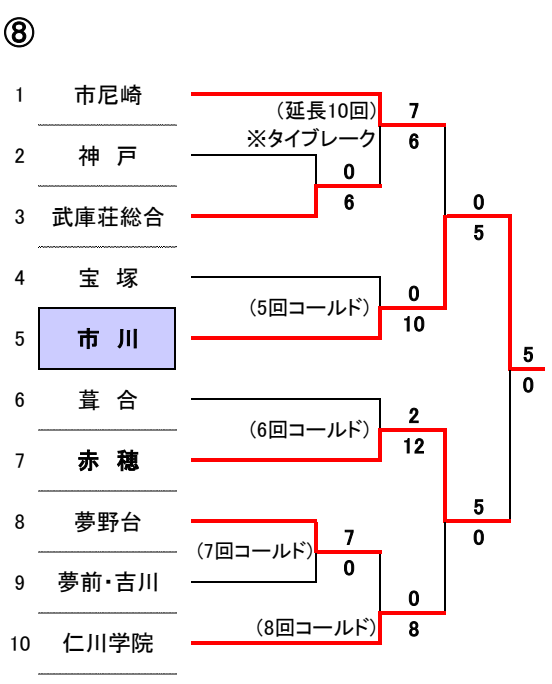 ⑧
1 市尼崎
(延長10回) 7
※タイブレーク 6
2 神 戸
0
3 武庫荘総合 6 0
5
4 宝 塚
(5回コールド) 0
10
5 市 川
5
0
6 葺 合
(6回コールド) 2
12
7 赤 穂
5
8 夢野台 0
(7回コールド) 7
0
9 夢前・吉川
0
(8回コールド) 8
10 仁川学院